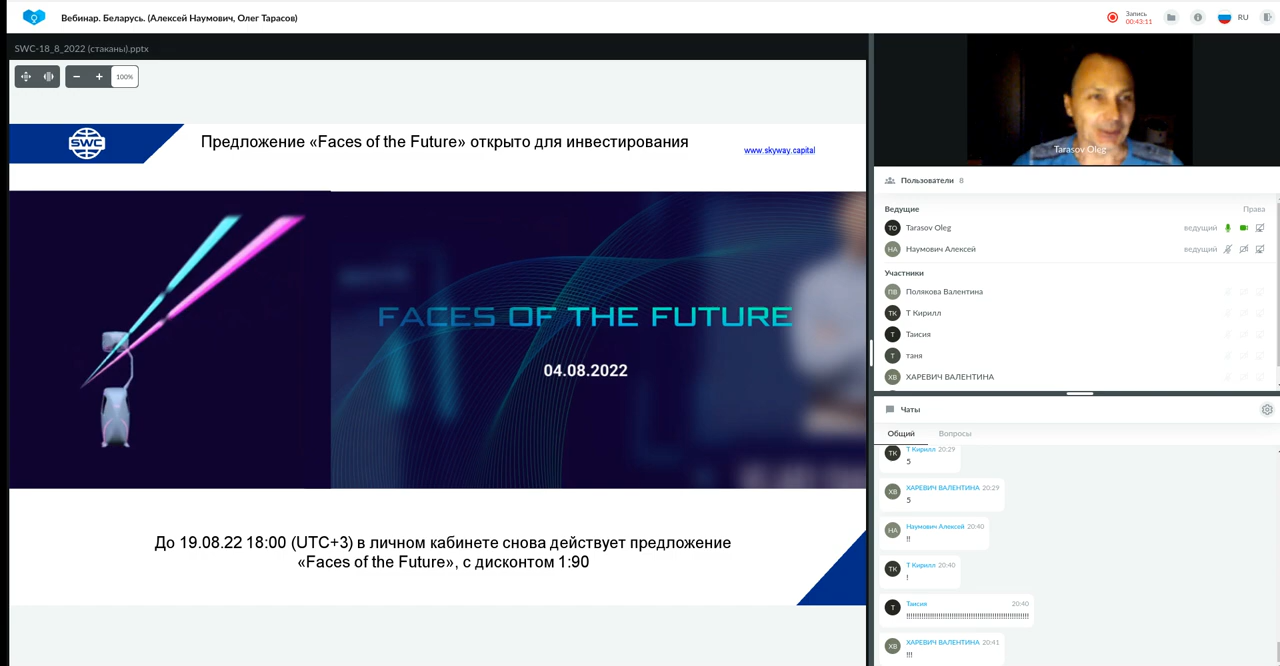 Вебинар. Беларусь. (Алексей Наумович, Олег Тарасов)
Запись
00:43:11
RU
SWC-18_8_2022 (стаканы).pptx
100%
SWC
Предложение «Faces of the Future» открыто для инвестирования
www.skyway.capital
FACES OF THE FUTURE
04.08.2022
До 19.08.22 18:00 (UTC+3) в личном кабинете снова действует предложение
«Faces of the Future», с дисконтом 1:90
Tarasov Oleg
Пользователи 8
Ведущие
Права
TO Tarasov Oleg ведущий
НА Наумович Алексей ведущий
Участники
ПВ Полякова Валентина
ТК Т Кирилл
Т Таисия
Т таня
ХВ ХАРЕВИЧ ВАЛЕНТИНА
Чаты
Общий Вопросы
ТК Т Кирилл 20:29
5
ХВ ХАРЕВИЧ ВАЛЕНТИНА 20:29
5
НА Наумович Алексей 20:40
!!
ТК Т Кирилл 20:40
!
Т Таисия 20:40
!!!!!!!!!!!!!!!!!!!!!!!!!!!!!!!!!!!!!!!!!!!!!!!!!!!!!
ХВ ХАРЕВИЧ ВАЛЕНТИНА 20:41
!!!